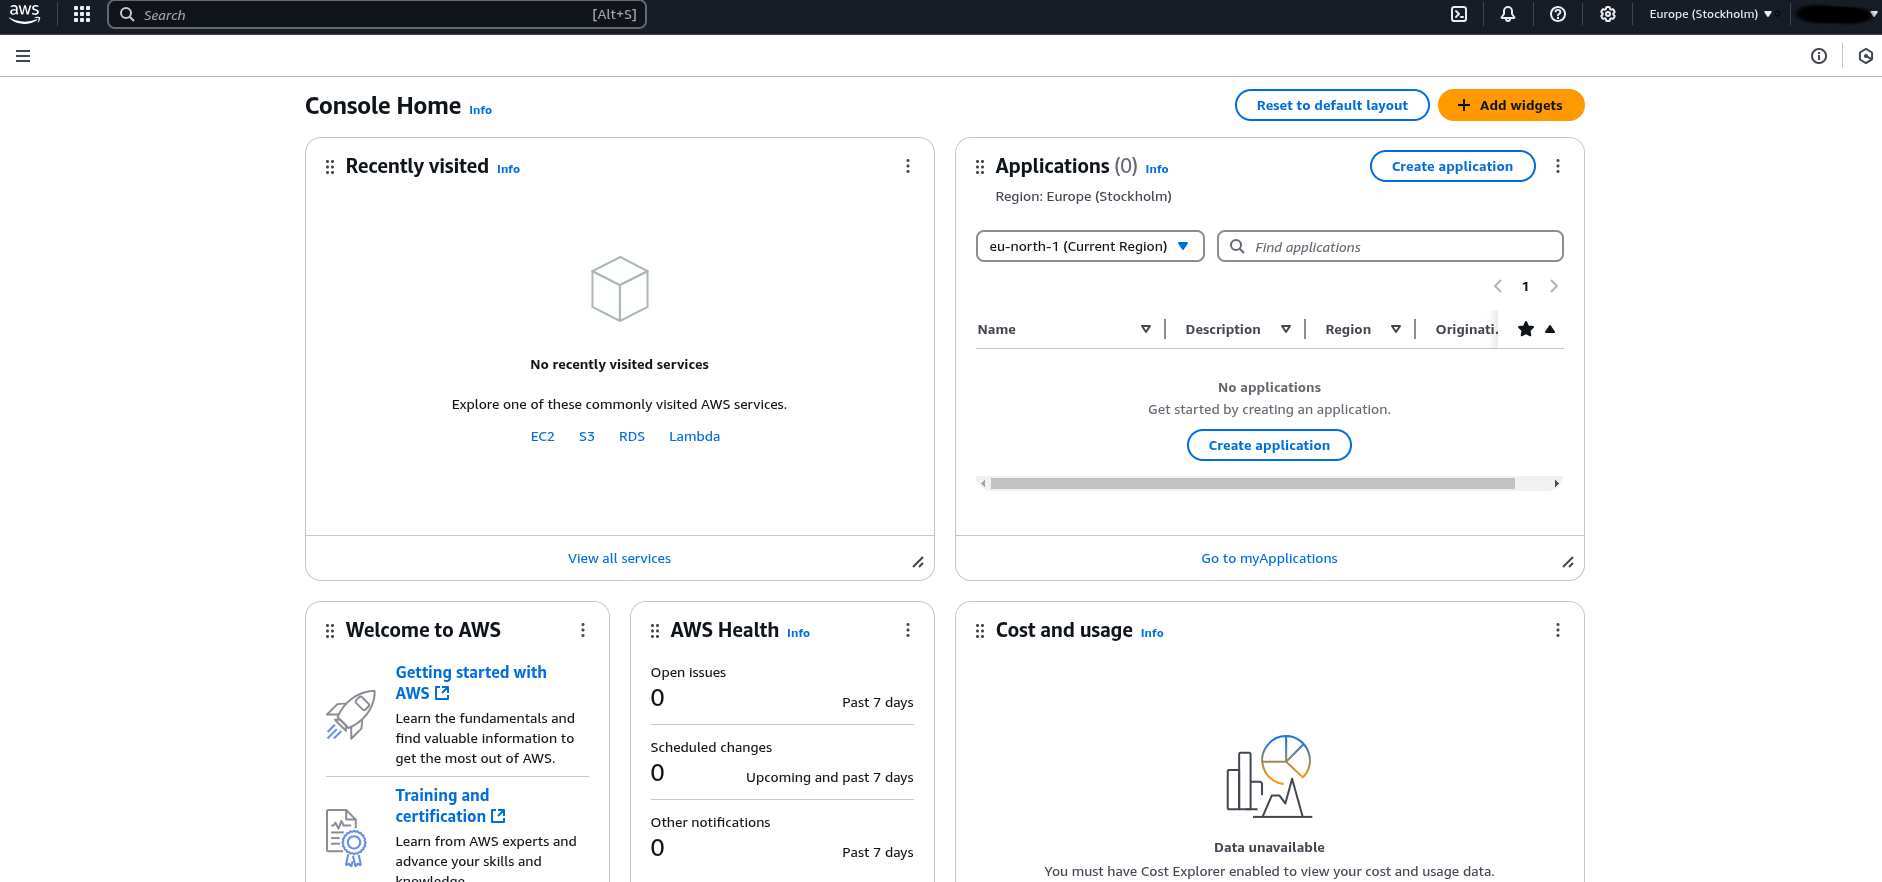 aws
Search [Alt+S] Europe (Stockholm)
Console Home Info
Reset to default layout
Add widgets
Recently visited Info
No recently visited services
Explore one of these commonly visited AWS services.
EC2 S3 RDS Lambda
View all services
Applications (0) Info
Create application
Region: Europe (Stockholm)
eu-north-1 (Current Region)
Find applications
1
Name Description Region Originati.
No applications
Get started by creating an application.
Create application
Go to myApplications
Welcome to AWS
Getting started with
AWS
Learn the fundamentals and
find valuable information to
get the most out of AWS.
Training and
certification
Learn from AWS experts and
advance your skills and
knowledge.
AWS Health Info
Open issues
0 Past 7 days
Scheduled changes
0 Upcoming and past 7 days
Other notifications
0 Past 7 days
Cost and usage Info
Data unavailable
You must have Cost Explorer enabled to view your cost and usage data.